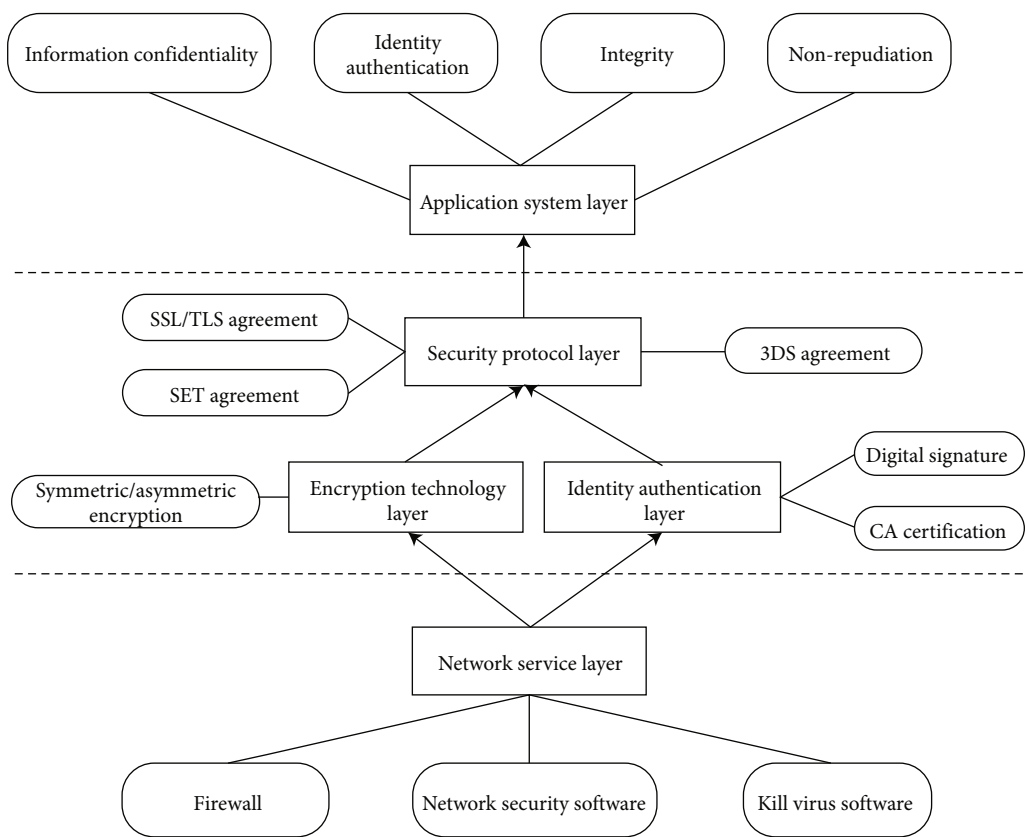 Information confidentiality
Identity
authentication
Integrity
Non-repudiation
Application system layer
SSL/TLS agreement
Security protocol layer
3DS agreement
SET agreement
Symmetric/asymmetric
encryption
Encryption technology
layer
Identity authentication
layer
Digital signature
CA certification
Network service layer
Firewall
Network security software
Kill virus software